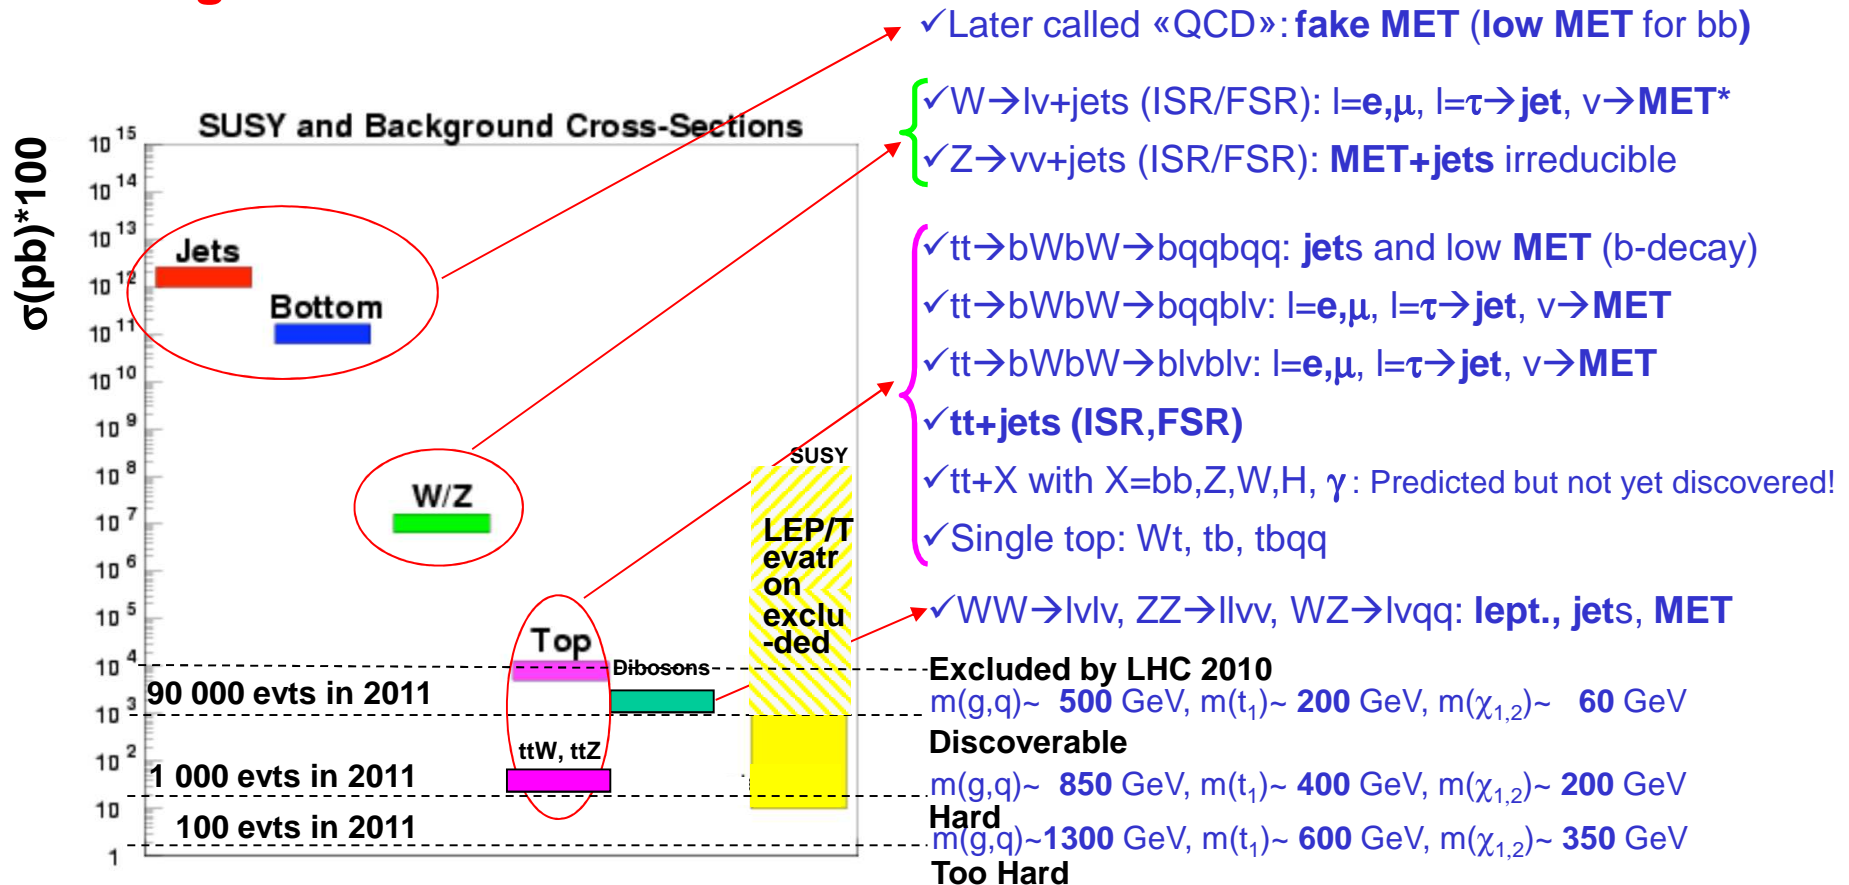 ✓Later called «QCD»: fake MET (low MET for bb)
✓W→lv+jets (ISR/FSR): l=e,μ, l=τ→jet, v→MET*
✓Z→vv+jets (ISR/FSR): MET+jets irreducible
✓tt→bWbW→bqqbqq: jets and low MET (b-decay)
✓tt→bWbW→bqqblv: l=e,μ, l=τ→jet, v→MET
✓tt→bWbW→blvblv: l=e,μ, l=τ→jet, v→MET
✓tt+jets (ISR,FSR)
✓tt+X with X=bb,Z,W,H, γ : Predicted but not yet discovered!
✓Single top: Wt, tb, tbqq
✓WW→lvlv, ZZ→llvv, WZ→lvqq: lept., jets, MET
SUSY and Background Cross-Sections
σ(pb)*100
10 15
10 14
10 13
10 12
10 11
10 10
10 9
10 8
10 7
10 6
10 5
10 4
10 3
10 2
10
1
Jets
Bottom
W/Z
SUSY
LEP/T
evatr
on
exclu
-ded
Top
Dibosons
ttW, ttZ
90 000 evts in 2011
1 000 evts in 2011
100 evts in 2011
Excluded by LHC 2010
m(g,q)~ 500 GeV, m(t1)~ 200 GeV, m(χ1,2)~ 60 GeV
Discoverable
m(g,q)~ 850 GeV, m(t1)~ 400 GeV, m(χ1,2)~ 200 GeV
Hard
m(g,q)~1300 GeV, m(t1)~ 600 GeV, m(χ1,2)~ 350 GeV
Too Hard